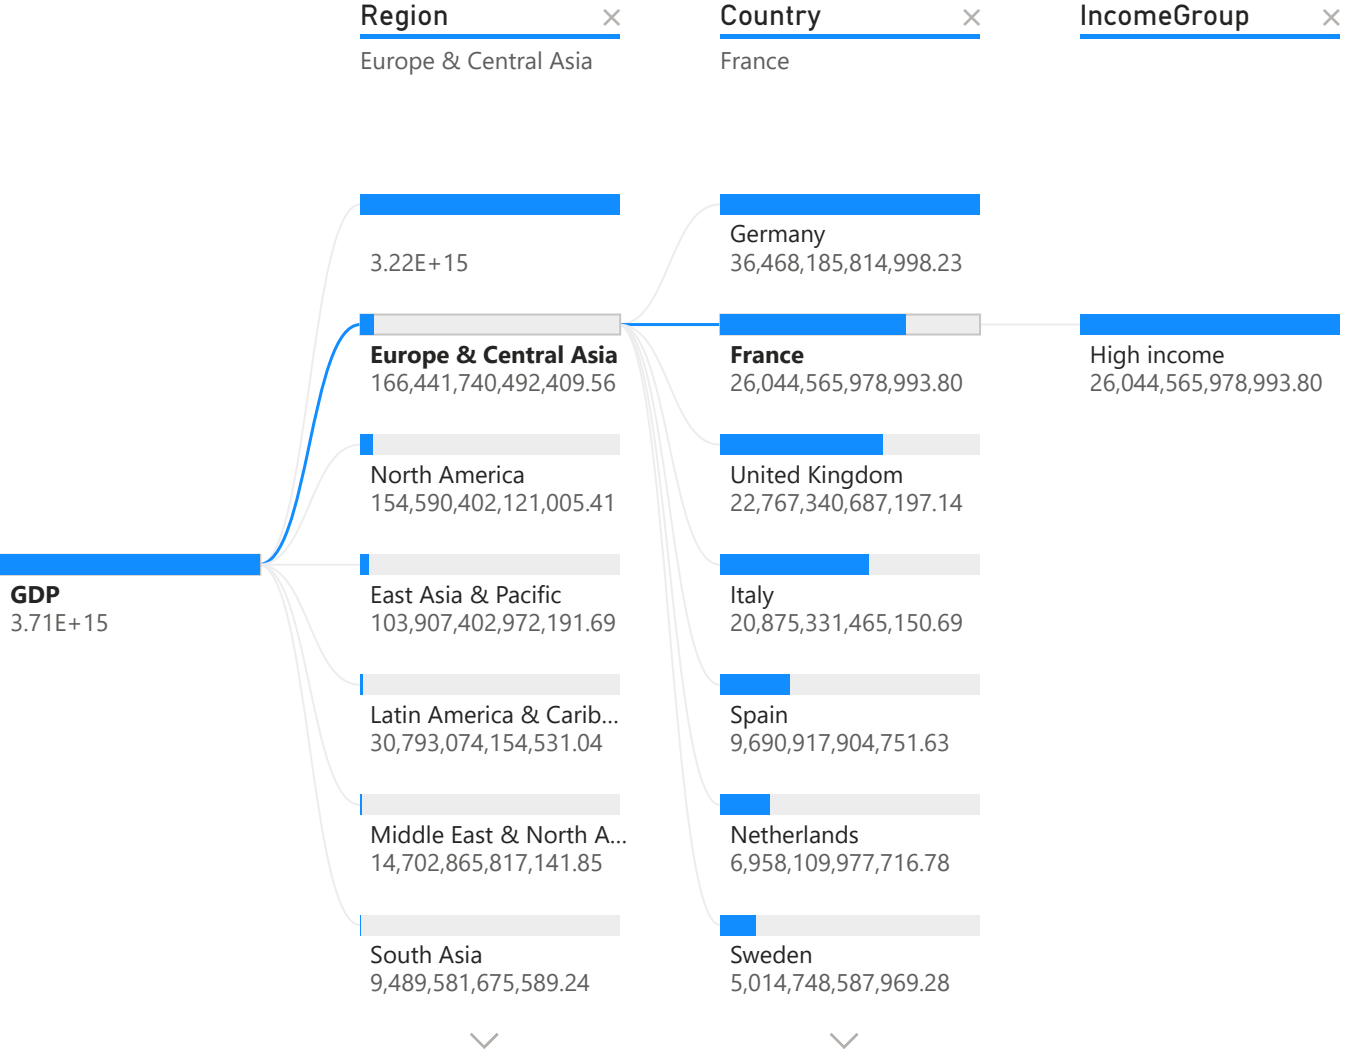 Region
Country
IncomeGroup
Europe & Central Asia
France
3.22E+15
Germany
36,468,185,814,998.23
Europe & Central Asia
166,441,740,492,409.56
France
26,044,565,978,993.80
High income
26,044,565,978,993.80
North America
154,590,402,121,005.41
United Kingdom
22,767,340,687,197.14
GDP
3.71E+15
East Asia & Pacific
103,907,402,972,191.69
Italy
20,875,331,465,150.69
Latin America & Carib...
30,793,074,154,531.04
Spain
9,690,917,904,751.63
Middle East & North A...
14,702,865,817,141.85
Netherlands
6,958,109,977,716.78
South Asia
9,489,581,675,589.24
Sweden
5,014,748,587,969.28